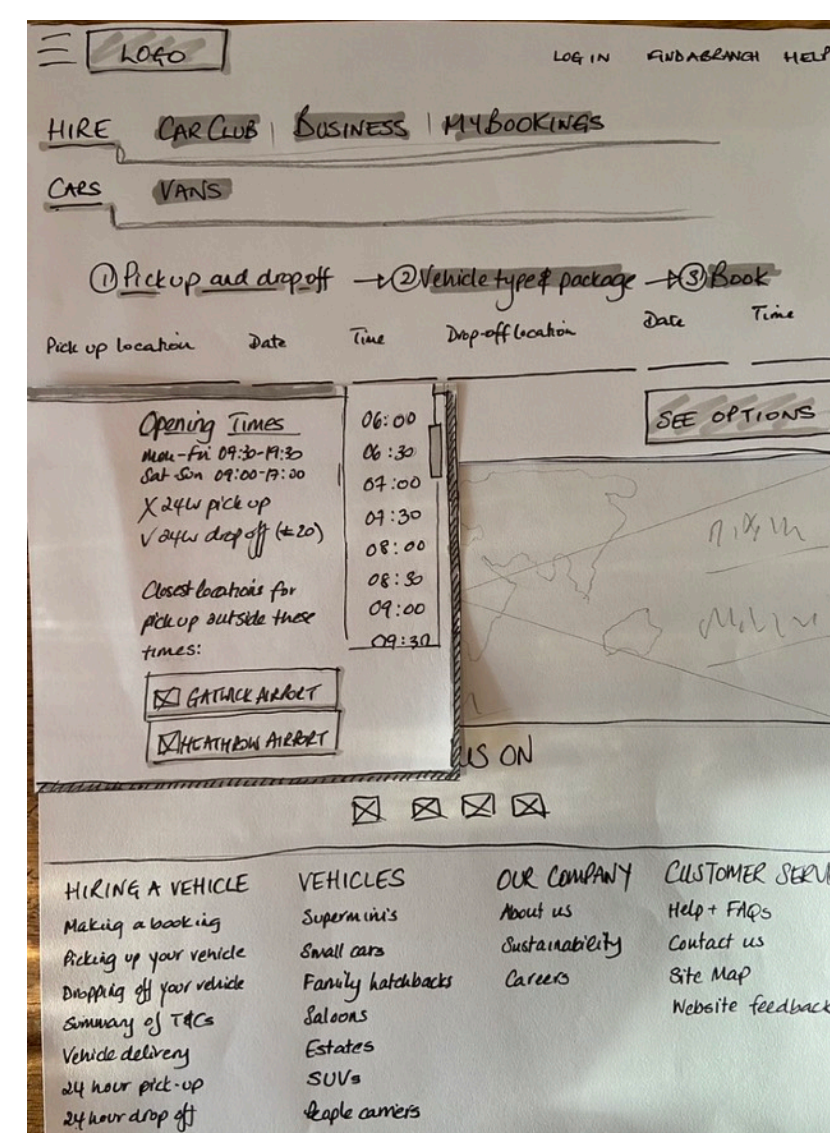 LOGO
LOG IN FIND A BRANCH HELP
HIRE CAR CLUB | BUSINESS | MY BOOKINGS
CARS VANS
① Pick up and drop off → ② Vehicle type & package → ③ Book
Pick up location Date Time Drop-off location Date Time
SEE OPTIONS
Opening Times
Mon-Fri 09:30-19:30
Sat Sun 09:00-17:00
X 24hr pick up
V 24hr drop off (£20)
Closest locations for
pick up outside these
times:
GATWICK AIRPORT
HEATHROW AIRPORT
06:00
06:30
07:00
07:30
08:00
08:30
09:00
09:30
US ON
HIRING A VEHICLE
Making a booking
Picking up your vehicle
Dropping off your vehicle
Summary of T&Cs
Vehicle delivery
24 hour pick-up
24 hour drop off
VEHICLES
Supermini's
Small cars
Family hatchbacks
Saloons
Estates
SUVs
People carriers
OUR COMPANY
About us
Sustainability
Careers
CUSTOMER SERVI
Help + FAQs
Contact us
Site Map
Website feedback